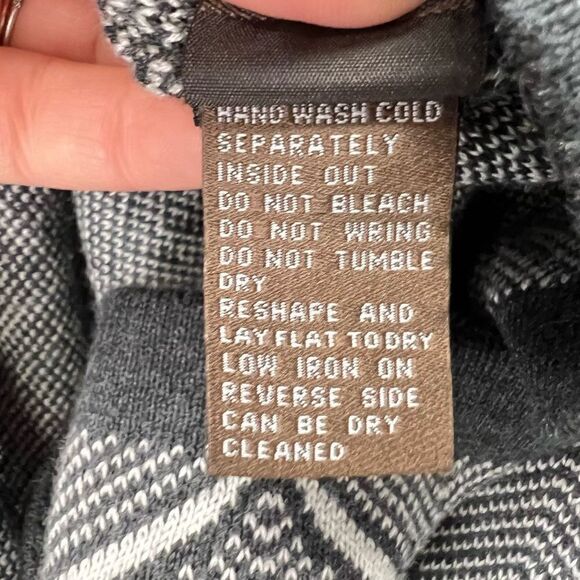 HAND WASH COLD
SEPARATELY
INSIDE OUT
DO NOT BLEACH
DO NOT WRING
DO NOT TUMBLE
DRY
RESHAPE AND
LAY FLAT TO DRY
LOW IRON ON
REVERSE SIDE
CAN BE DRY
CLEANED